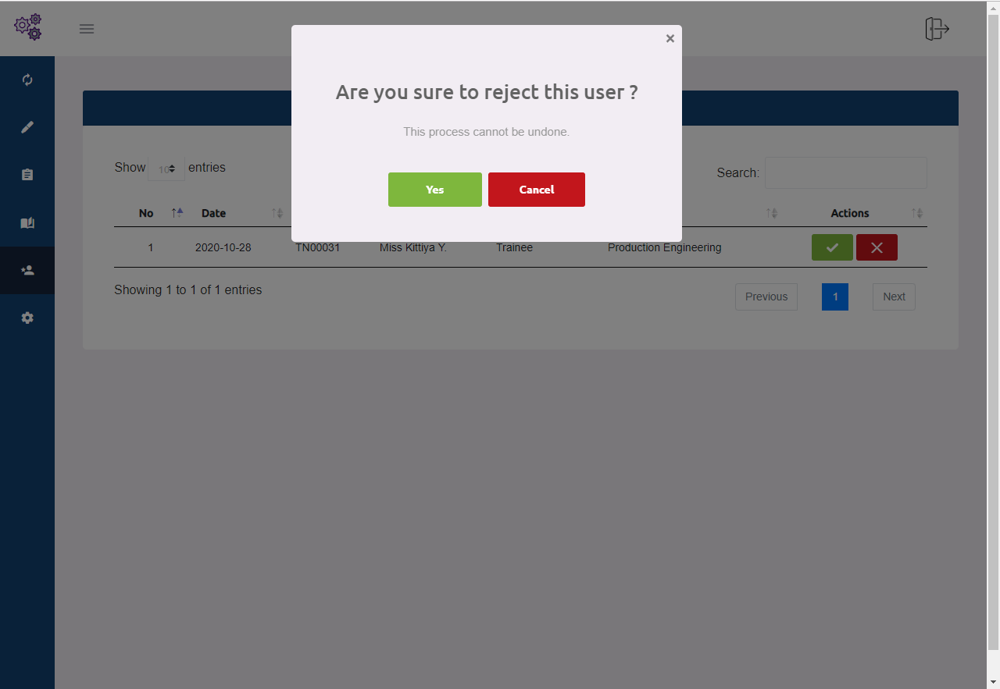 ×
Are you sure to reject this user ?
This process cannot be undone.
Yes Cancel
Show 10 entries
Search:
No Date Actions
1 2020-10-28 TN00031 Miss Kittiya Y. Trainee Production Engineering
Showing 1 to 1 of 1 entries
Previous 1 Next